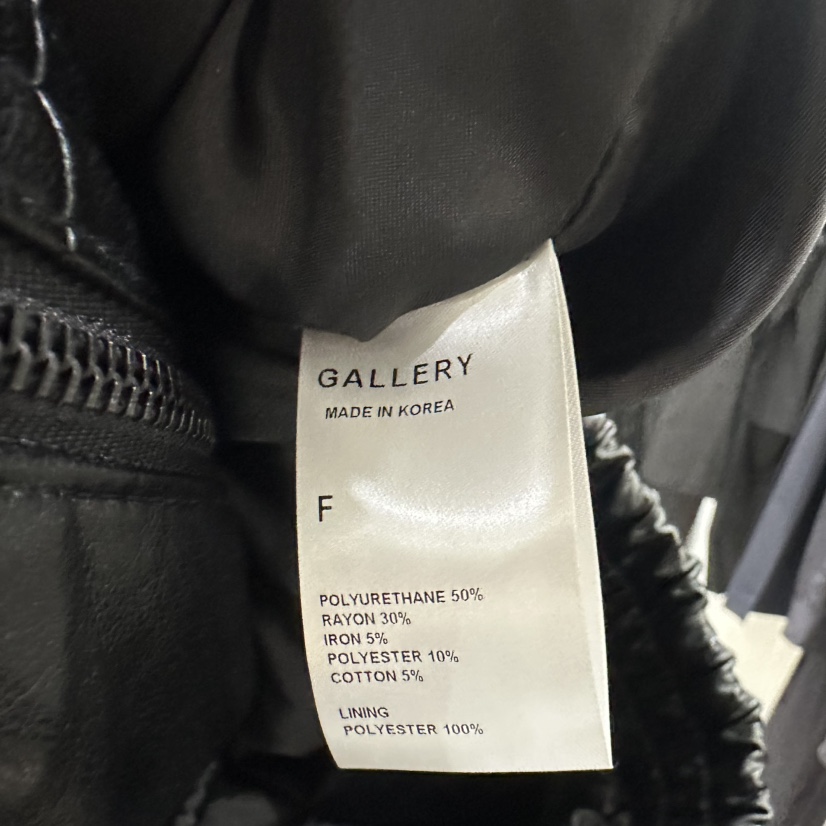 GALLERY
MADE IN KOREA
F
POLYURETHANE 50%
RAYON 30%
IRON 5%
POLYESTER 10%
COTTON 5%
LINING
POLYESTER 100%